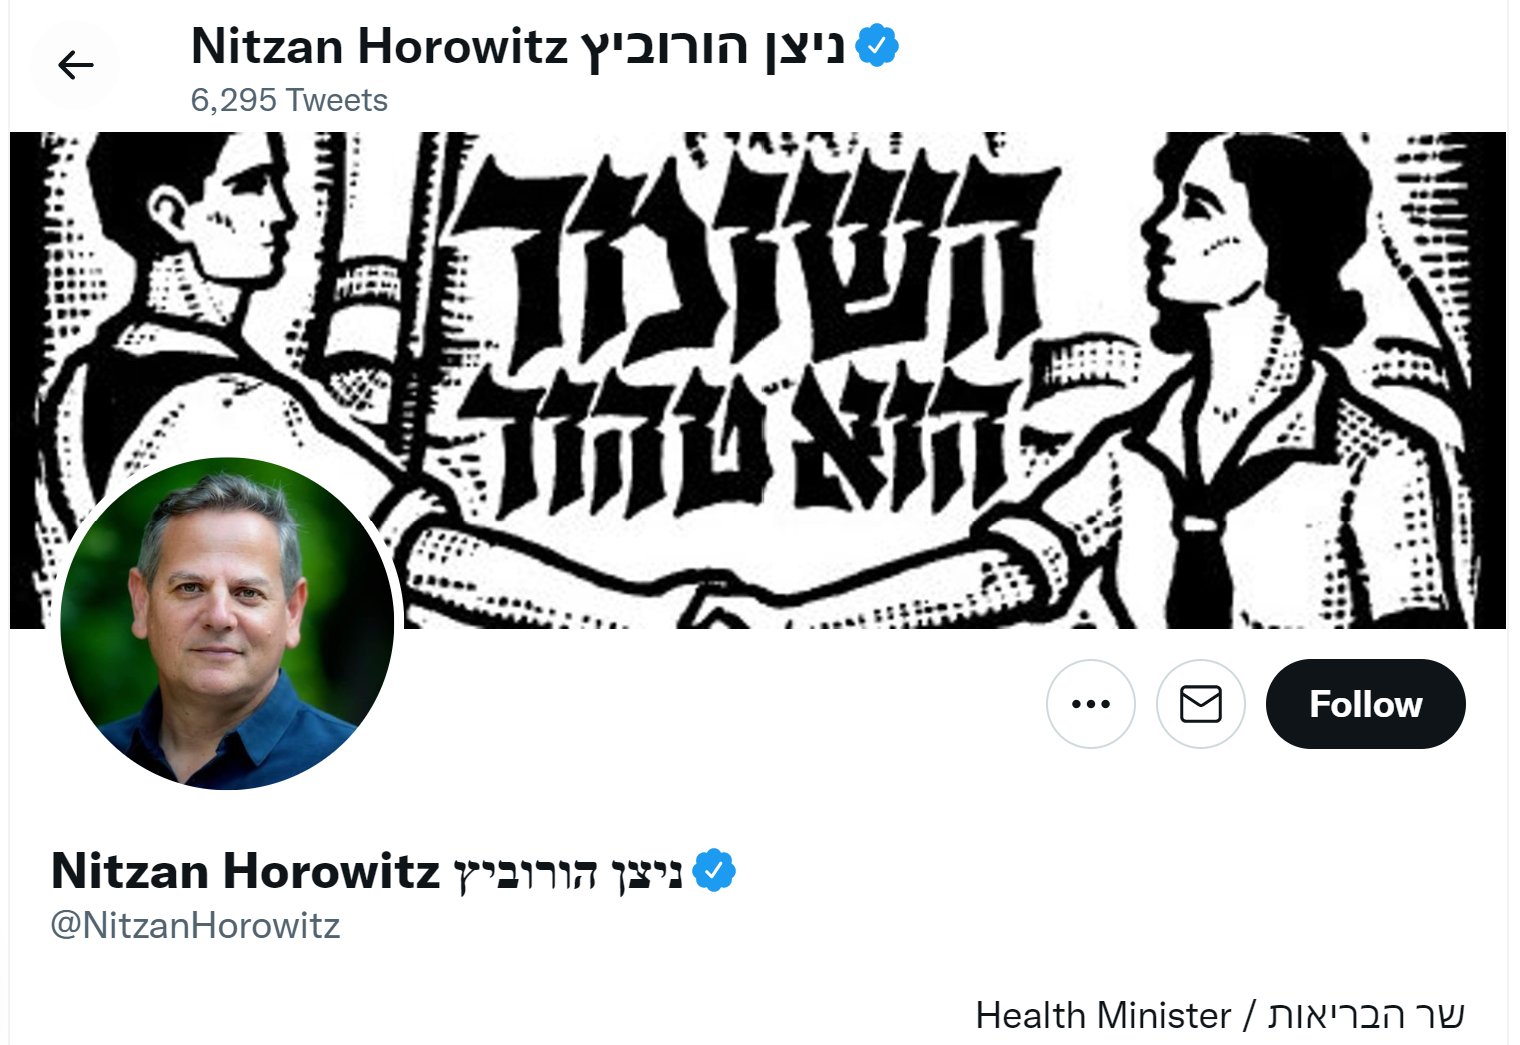 Nitzan Horowitz ניצן הורוביץ
6,295 Tweets
השומר
הוא טהור
Follow
Nitzan Horowitz ניצן הורוביץ
@NitzanHorowitz
Health Minister / שר הבריאות